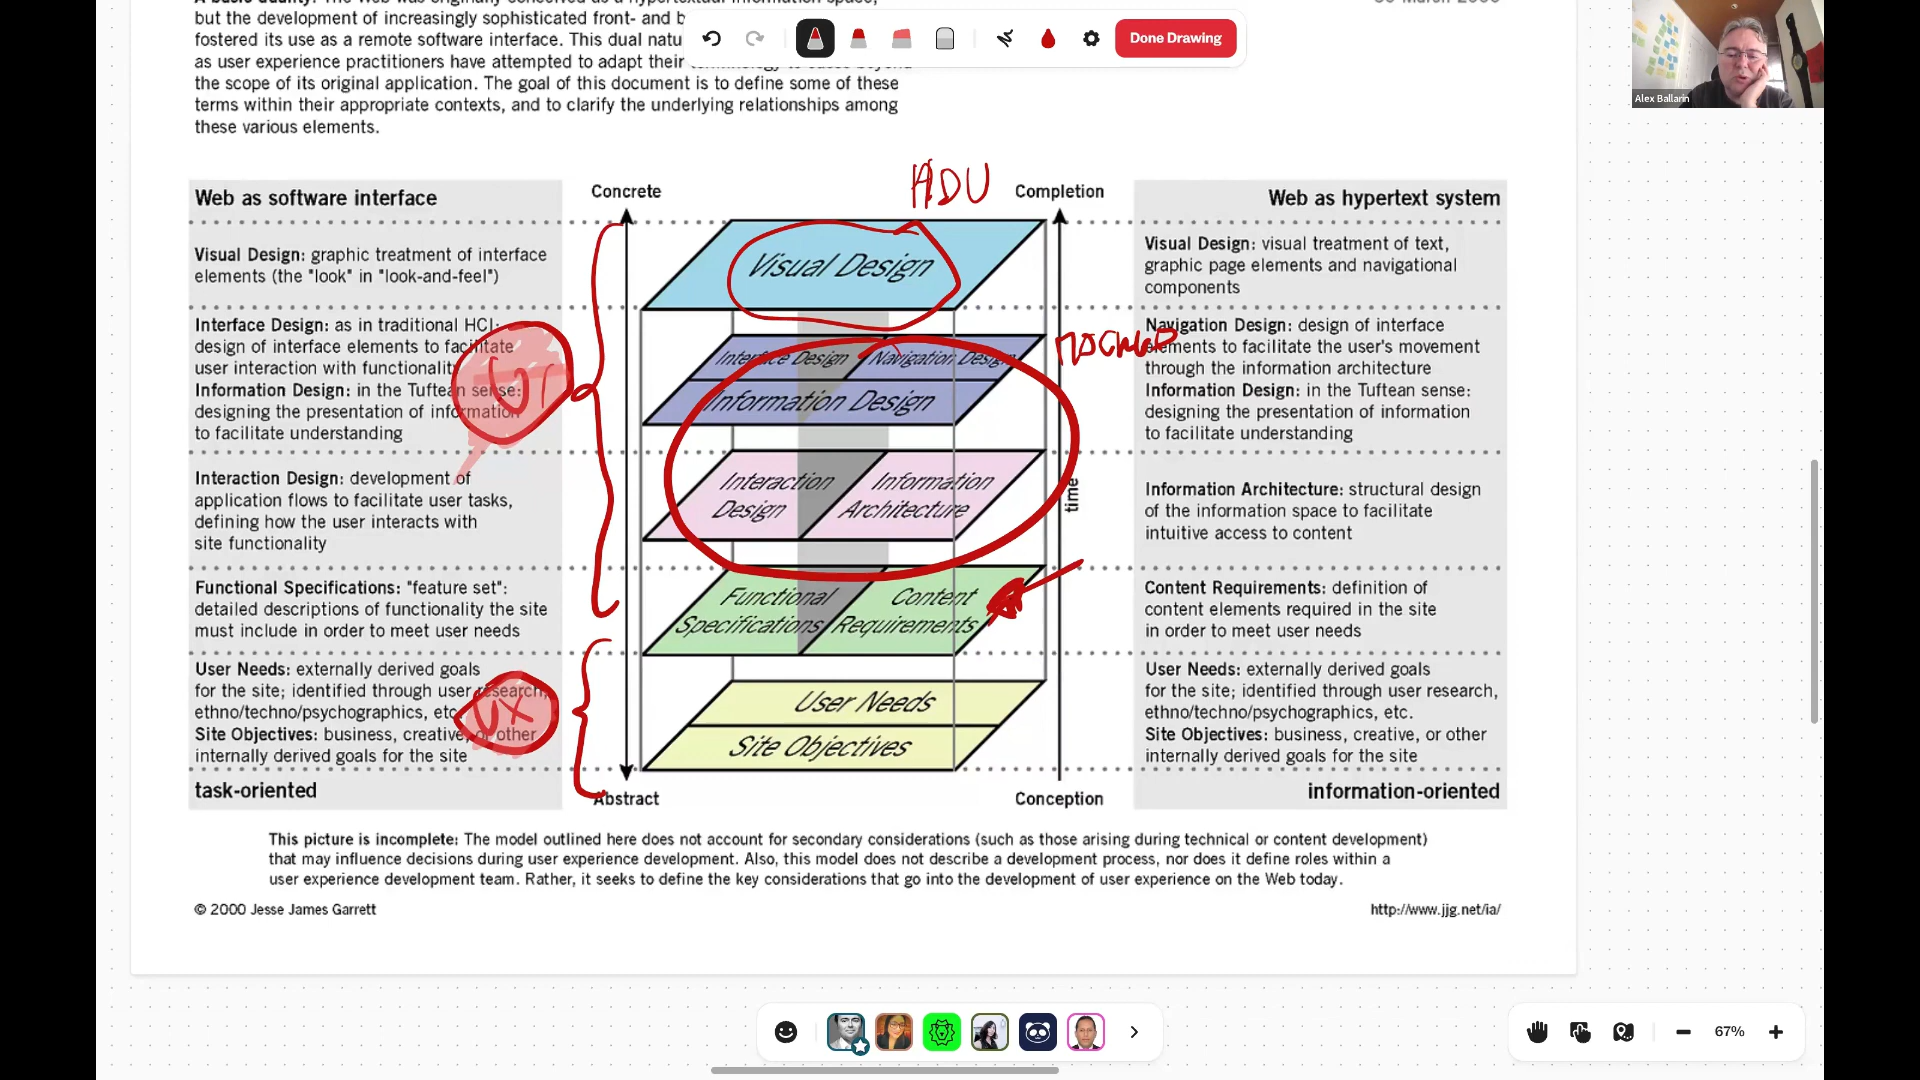 but the development of increasingly sophisticated front- and b
fostered its use as a remote software interface. This dual natu
as user experience practitioners have attempted to adapt their
the scope of its original application. The goal of this document is to define some of these
terms within their appropriate contexts, and to clarify the underlying relationships among
these various elements.
Done Drawing
Alex Ballarin
Web as software interface
Visual Design: graphic treatment of interface
elements (the "look" in "look-and-feel")
Interface Design: as in traditional HCI:
design of interface elements to facilitate
user interaction with functionality
Information Design: in the Tuftean sense:
designing the presentation of information
to facilitate understanding
Interaction Design: development of
application flows to facilitate user tasks,
defining how the user interacts with
site functionality
Functional Specifications: "feature set":
detailed descriptions of functionality the site
must include in order to meet user needs
User Needs: externally derived goals
for the site; identified through user research,
ethno/techno/psychographics, etc
Site Objectives: business, creative, or other
internally derived goals for the site
task-oriented
UX
Concrete
Completion
Visual Design
Interface Design
Navigation Design
Information Design
Interaction
Design
Information
Architecture
time
Functional
Specifications
Content
Requirements
User Needs
Site Objectives
Abstract
Conception
Web as hypertext system
Visual Design: visual treatment of text,
graphic page elements and navigational
components
Navigation Design: design of interface
elements to facilitate the user's movement
through the information architecture
Information Design: in the Tuftean sense:
designing the presentation of information
to facilitate understanding
Information Architecture: structural design
of the information space to facilitate
intuitive access to content
Content Requirements: definition of
content elements required in the site
in order to meet user needs
User Needs: externally derived goals
for the site; identified through user research,
ethno/techno/psychographics, etc.
Site Objectives: business, creative, or other
internally derived goals for the site
information-oriented
This picture is incomplete: The model outlined here does not account for secondary considerations (such as those arising during technical or content development)
that may influence decisions during user experience development. Also, this model does not describe a development process, nor does it define roles within a
user experience development team. Rather, it seeks to define the key considerations that go into the development of user experience on the Web today.
© 2000 Jesse James Garrett
http://www.jjg.net/ia/
67%